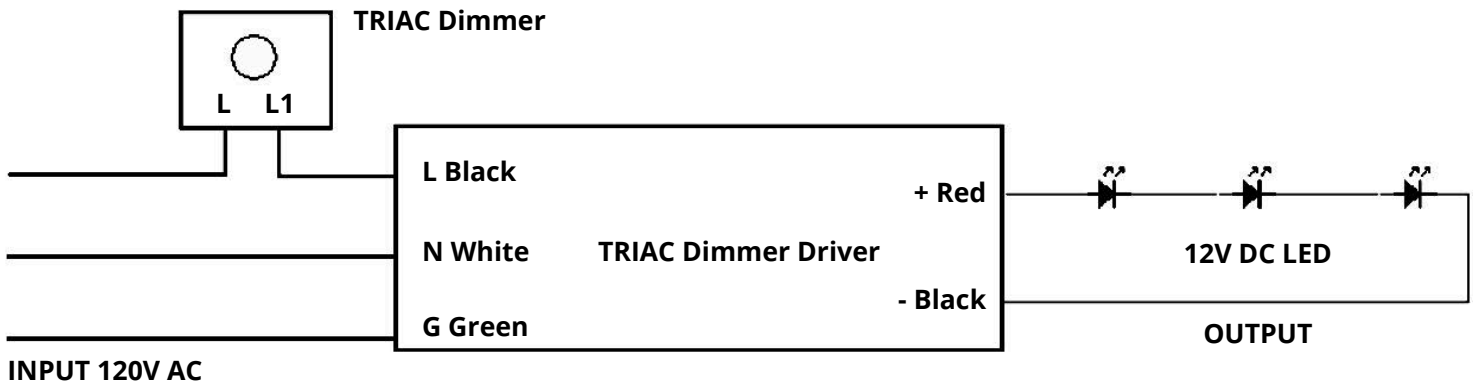 TRIAC Dimmer
L L1
L Black
+ Red
N White TRIAC Dimmer Driver
12V DC LED
- Black
G Green
OUTPUT
INPUT 120V AC